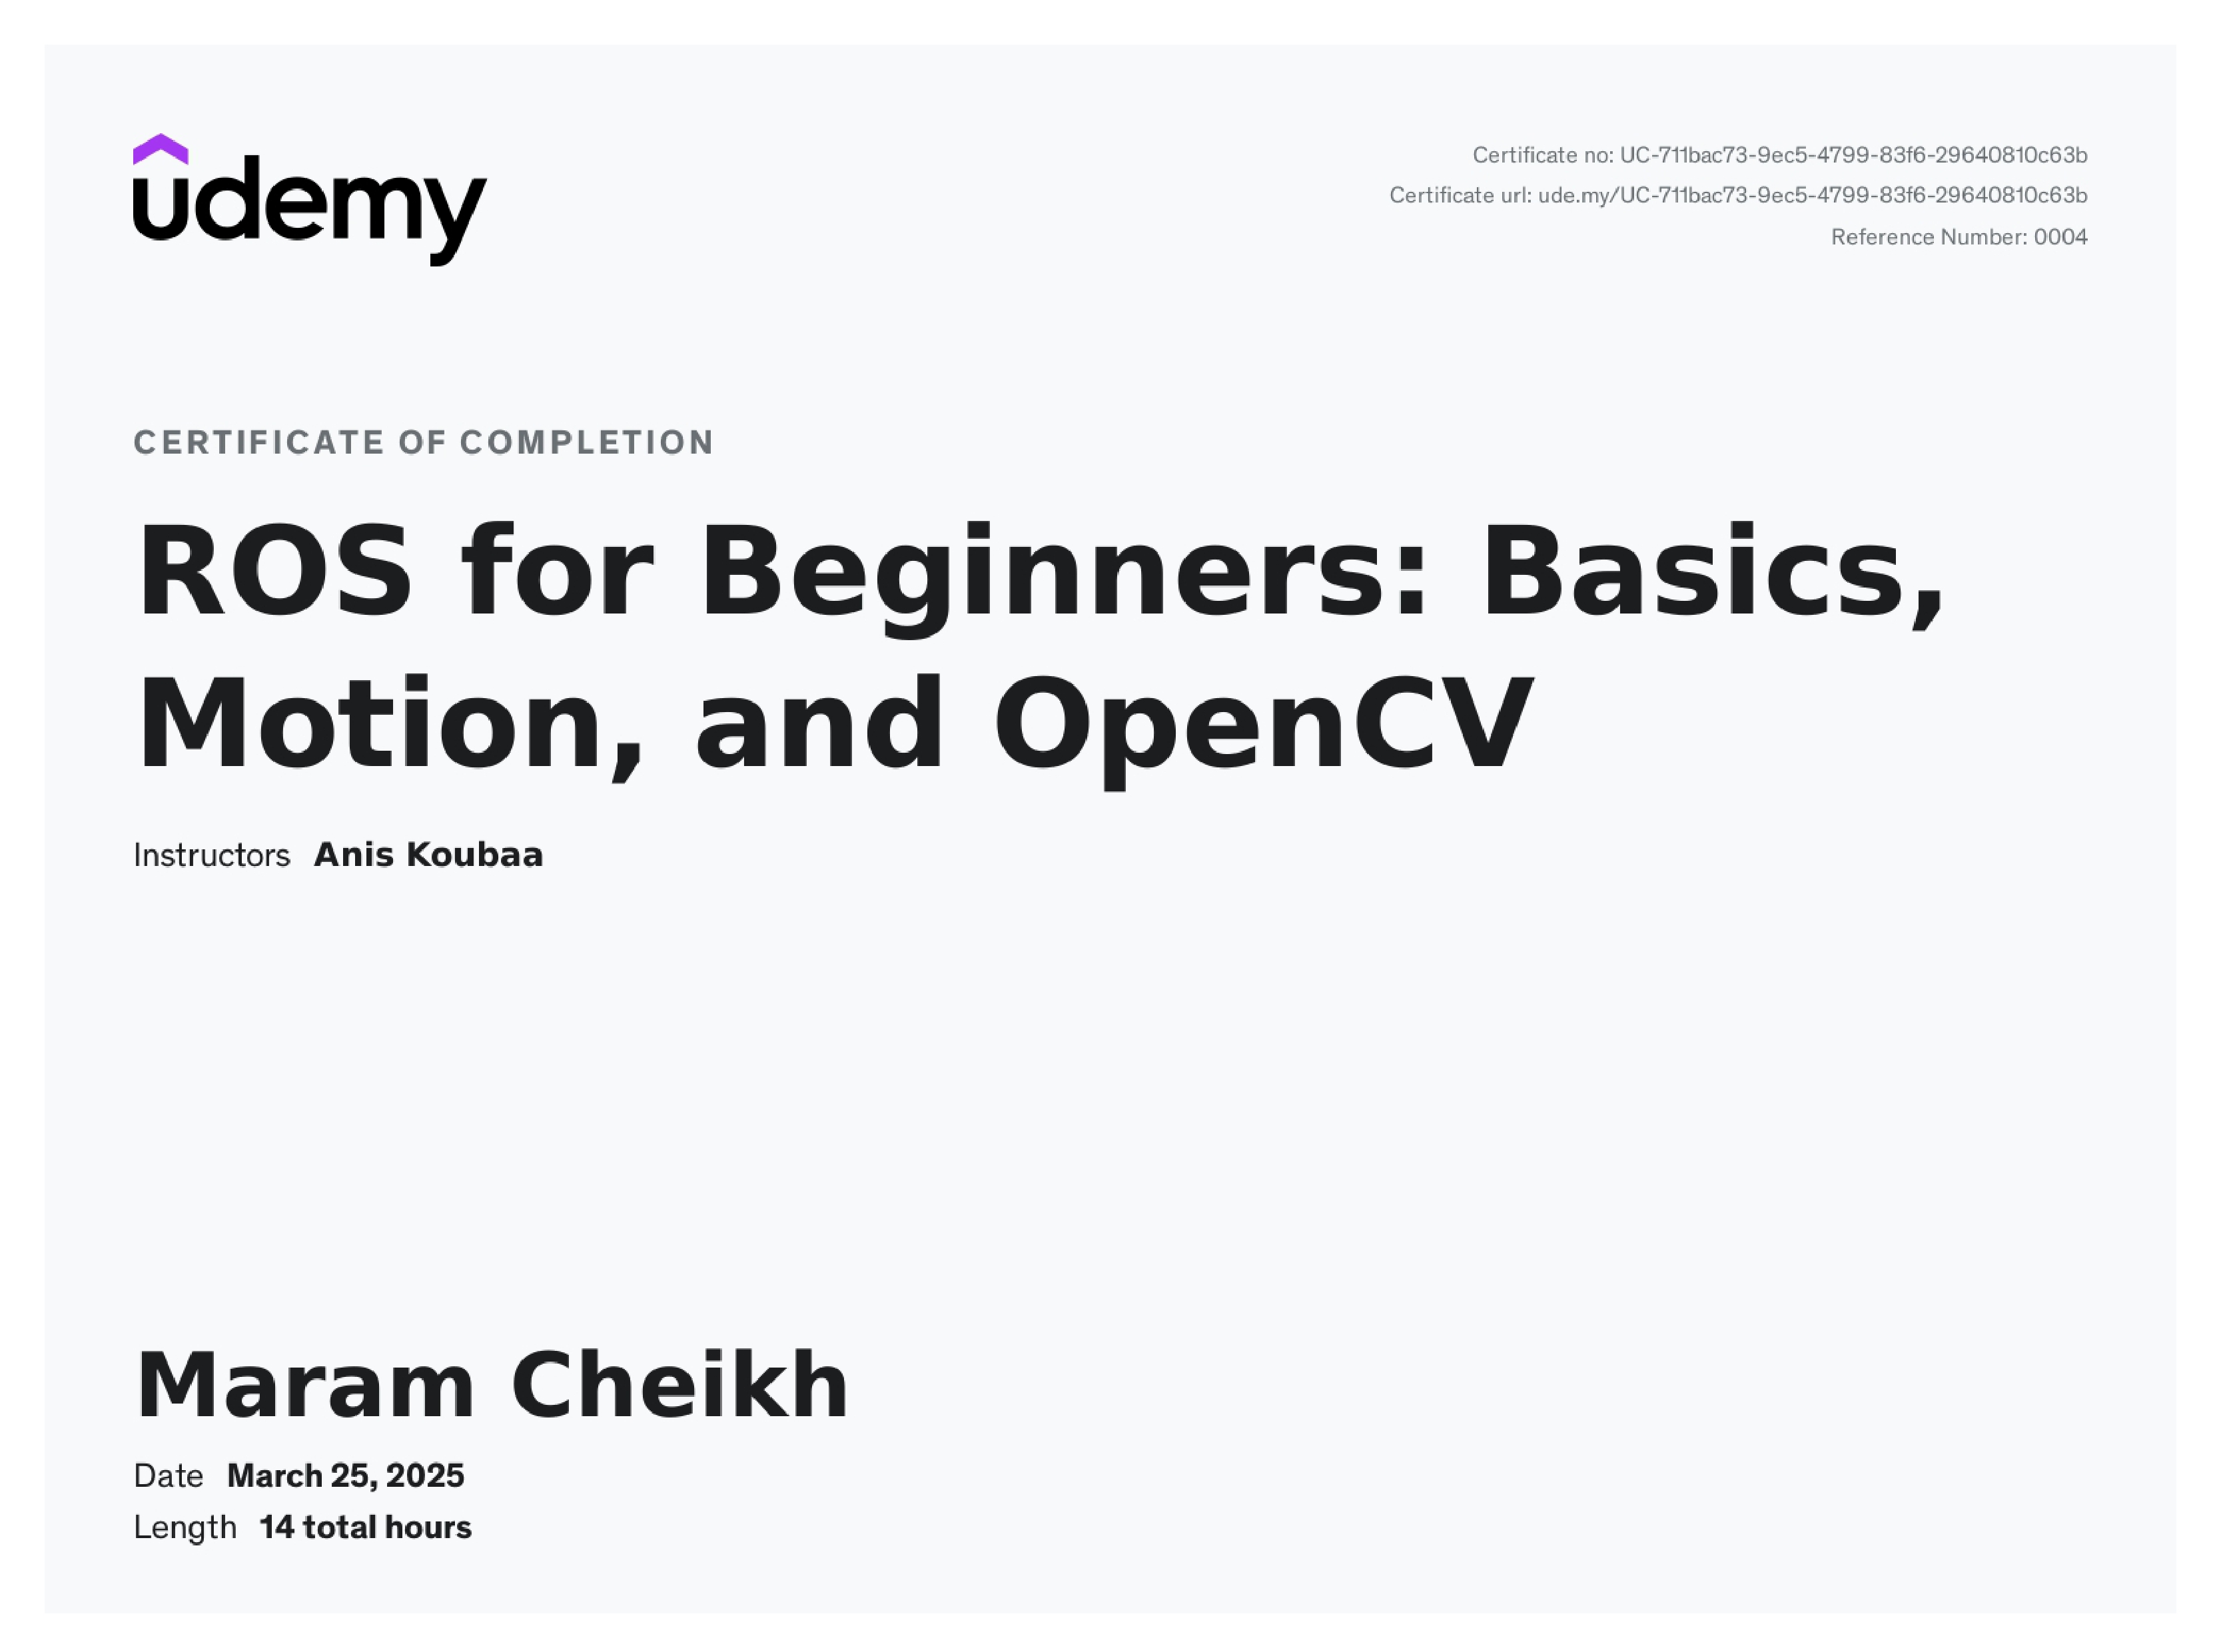 udemy
Certificate no: UC-711bac73-9ec5-4799-83f6-29640810c63b
Certificate url: ude.my/UC-711bac73-9ec5-4799-83f6-29640810c63b
Reference Number: 0004
CERTIFICATE OF COMPLETION
ROS for Beginners: Basics,
Motion, and OpenCV
Instructors Anis Koubaa
Maram Cheikh
Date March 25, 2025
Length 14 total hours